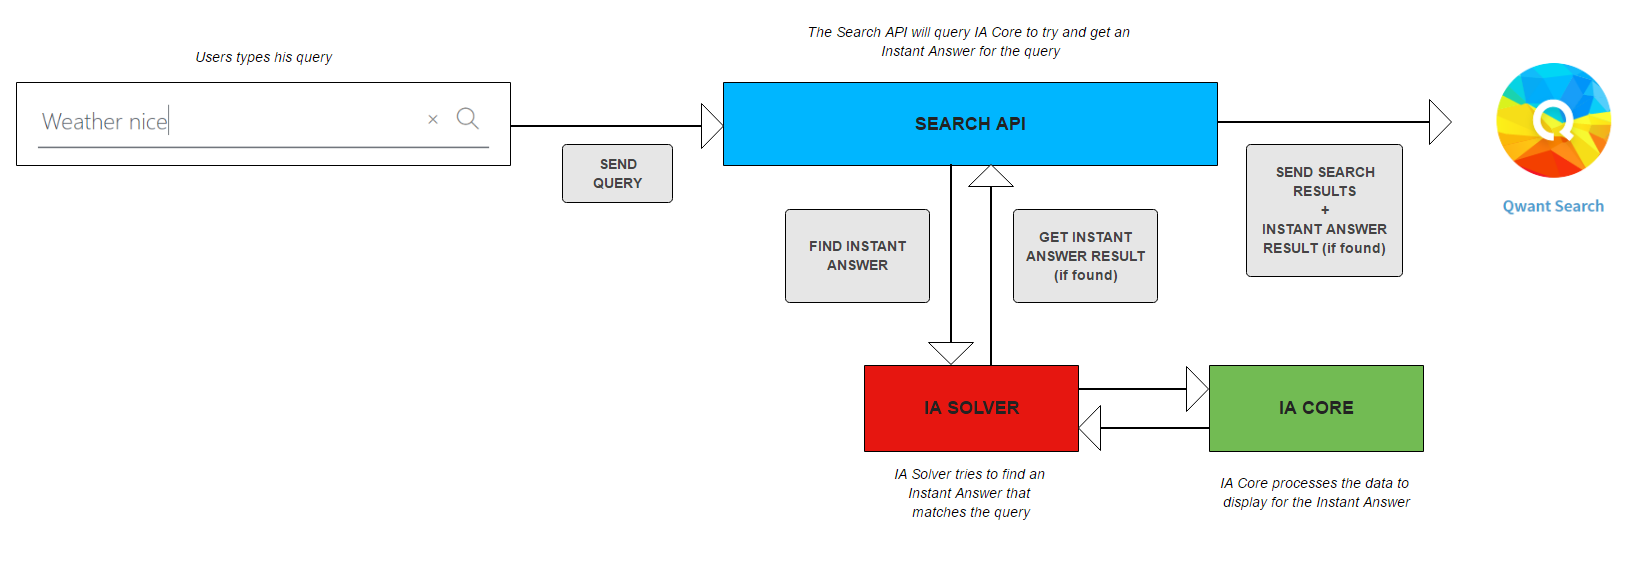 Users types his query
Weather nice
SEND
QUERY
The Search API will query IA Core to try and get an
Instant Answer for the query
SEARCH API
FIND INSTANT
ANSWER
GET INSTANT
ANSWER RESULT
(if found)
SEND SEARCH
RESULTS
+
INSTANT ANSWER
RESULT (if found)
Qwant Search
IA SOLVER
IA Solver tries to find an
Instant Answer that
matches the query
IA CORE
IA Core processes the data to
display for the Instant Answer